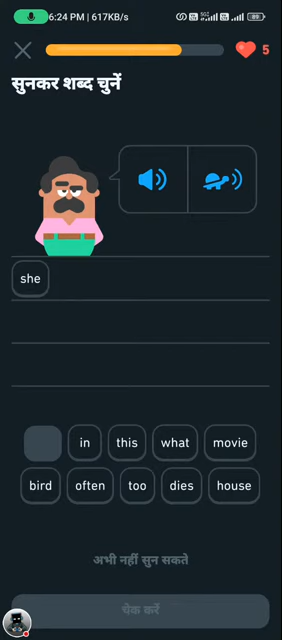 6:24 PM | 617KB/s 89
5
सुनकर शब्द चुनें
she
in this what movie
bird often too dies house
अभी नहीं सुन सकते
चेक करें